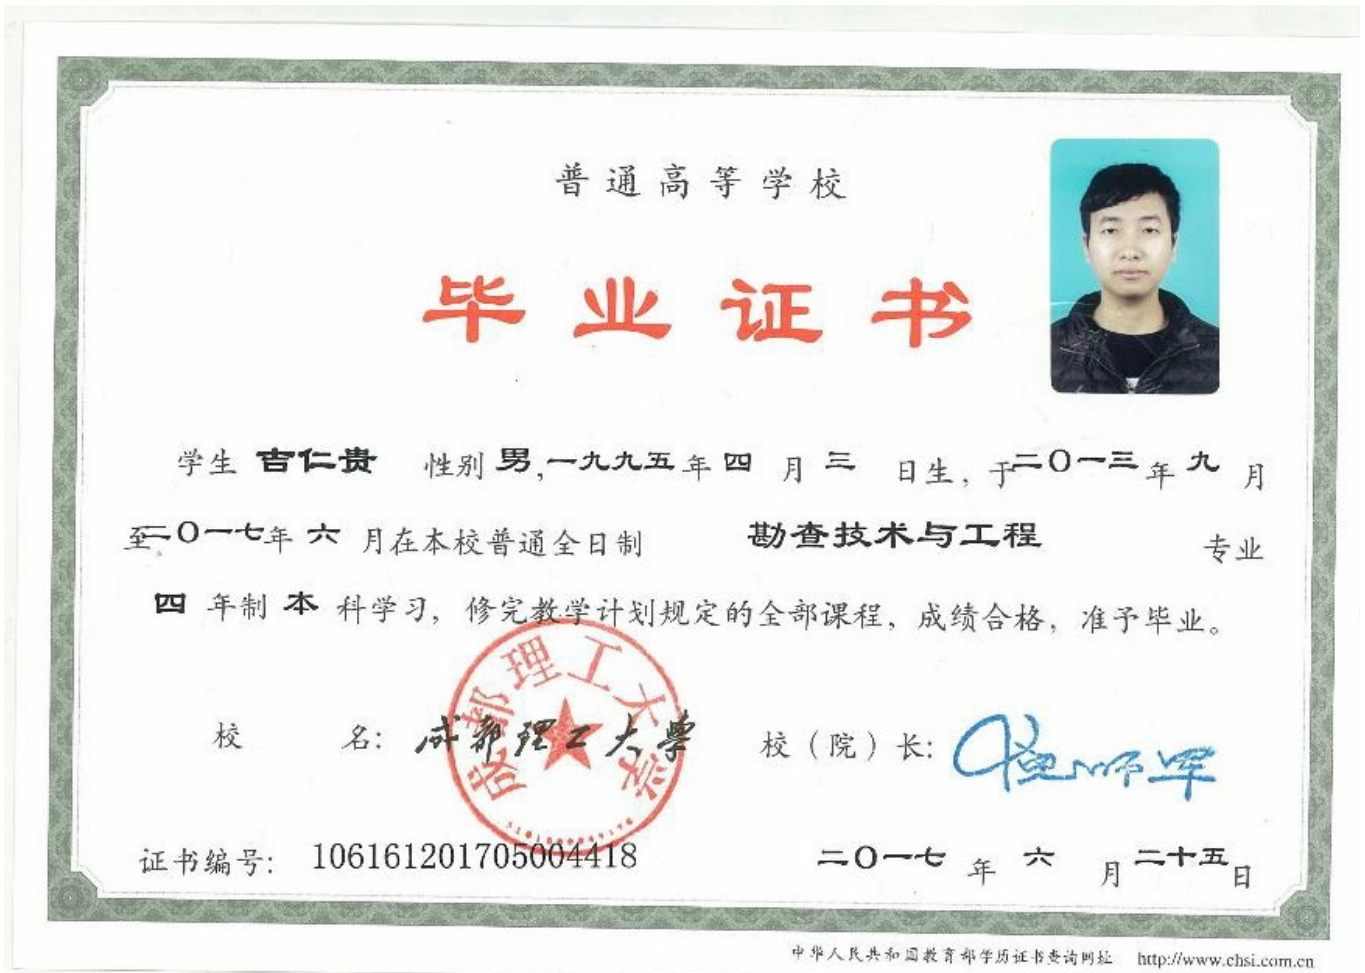 普通高等学校
毕业证书
学生 吉仁贵 性别 男,一九九五年 四 月 三 日生，于二〇一三年 九 月
至二〇一七年 六 月在本校普通全日制 勘查技术与工程 专业
四 年制 本 科学习，修完教学计划规定的全部课程，成绩合格，准予毕业。
成都理工大学
校 名：成都理工大学 校（院）长：
证书编号：106161201705004418 二〇一七 年 六 月 二十五日
中华人民共和国教育部学历证书查询网址 http://www.chsi.com.cn